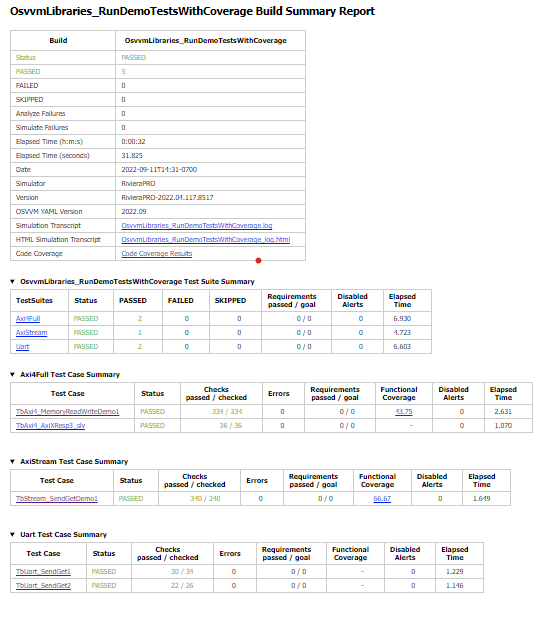 OsvvmLibraries_RunDemoTestsWithCoverage Build Summary Report
Build OsvvmLibraries_RunDemoTestsWithCoverage
Status PASSED
PASSED 5
FAILED 0
SKIPPED 0
Analyze Failures 0
Simulate Failures 0
Elapsed Time (h:m:s) 0:00:32
Elapsed Time (seconds) 31.825
Date 2022-09-11T14:31-0700
Simulator RivieraPRO
Version RivieraPRO-2022.04.117.8517
OSVVM YAML Version 2022.09
Simulation Transcript OsvvmLibraries_RunDemoTestsWithCoverage.log
HTML Simulation Transcript OsvvmLibraries_RunDemoTestsWithCoverage_log.html
Code Coverage Code Coverage Results
▼ OsvvmLibraries_RunDemoTestsWithCoverage Test Suite Summary
TestSuites Status PASSED FAILED SKIPPED Requirements passed / goal Disabled Alerts Elapsed Time
Axi4Full PASSED 2 0 0 0 / 0 0 6.930
AxiStream PASSED 1 0 0 0 / 0 0 4.723
Uart PASSED 2 0 0 0 / 0 0 6.603
▼ Axi4Full Test Case Summary
Test Case Status Checks passed / checked Errors Requirements passed / goal Functional Coverage Disabled Alerts Elapsed Time
TbAxi4_MemoryReadWriteDemo1 PASSED 334 / 334 0 0 / 0 43.75 0 2.631
TbAxi4_AxiXResp3_slv PASSED 36 / 36 0 0 / 0 - 0 1.070
▼ AxiStream Test Case Summary
Test Case Status Checks passed / checked Errors Requirements passed / goal Functional Coverage Disabled Alerts Elapsed Time
TbStream_SendGetDemo1 PASSED 340 / 340 0 0 / 0 66.67 0 1.649
▼ Uart Test Case Summary
Test Case Status Checks passed / checked Errors Requirements passed / goal Functional Coverage Disabled Alerts Elapsed Time
TbUart_SendGet1 PASSED 30 / 34 0 0 / 0 - 0 1.229
TbUart_SendGet2 PASSED 22 / 26 0 0 / 0 - 0 1.146